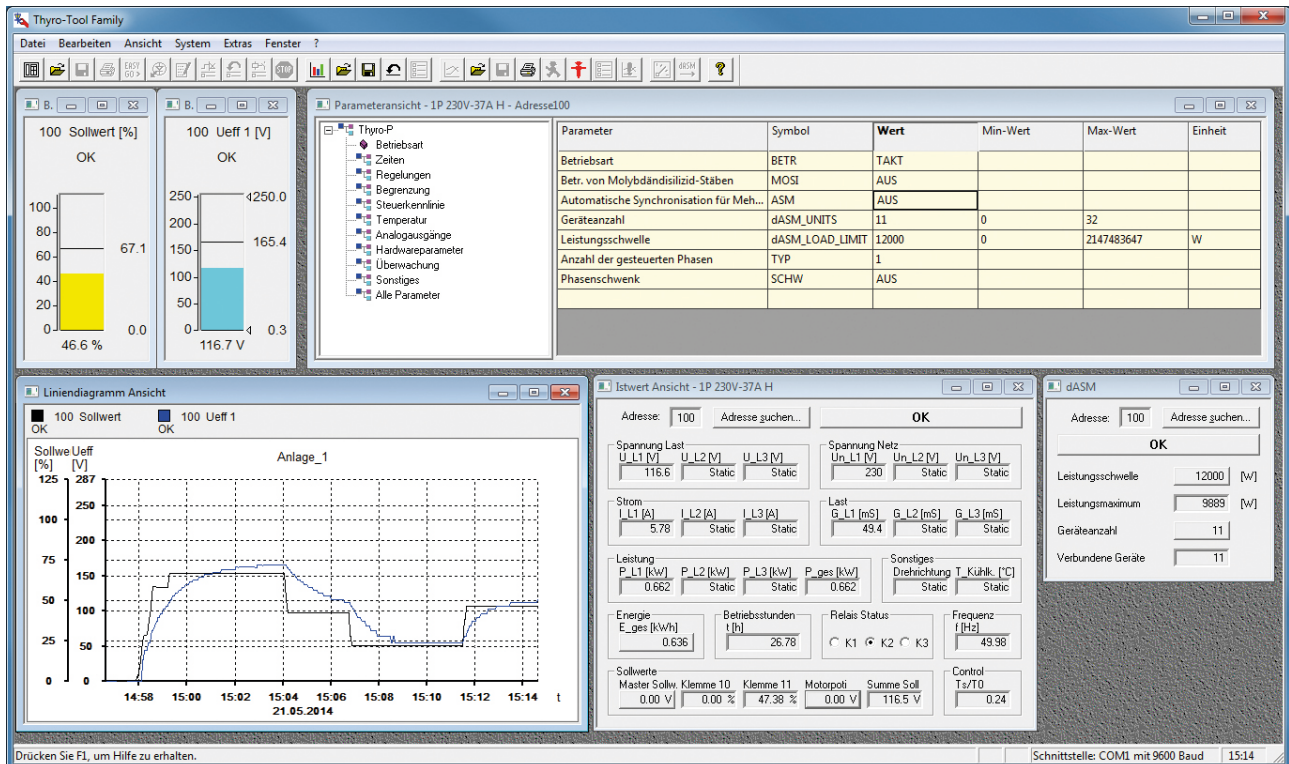 Thyro-Tool Family
Datei Bearbeiten Ansicht System Extras Fenster ?
EASY GO> STOP dASM ?
B.
100 Sollwert [%]
OK
100
80
60
40
20
0
67.1
0.0
46.6 %
B.
100 Ueff 1 [V]
OK
250
200
150
100
50
0
250.0
165.4
0.3
116.7 V
Parameteransicht - 1P 230V-37A H - Adresse100
Thyro-P
Betriebsart
Zeiten
Regelungen
Begrenzung
Steuerkennlinie
Temperatur
Analogausgänge
Hardwareparameter
Überwachung
Sonstiges
Alle Parameter
Parameter Symbol Wert Min-Wert Max-Wert Einheit
Betriebsart BETR TAKT
Betr. von Molybdändisilizid-Stäben MOSI AUS
Automatische Synchronisation für Meh... ASM AUS
Geräteanzahl dASM_UNITS 11 0 32
Leistungsschwelle dASM_LOAD_LIMIT 12000 0 2147483647 W
Anzahl der gesteuerten Phasen TYP 1
Phasenschwenk SCHW AUS
Liniendiagramm Ansicht
100 Sollwert 100 Ueff 1
OK OK
Sollwe Ueff
[%] [V]
Anlage_1
125 287
250
100
200
75
150
50
100
25
50
0 0
14:58 15:00 15:02 15:04 15:06 15:08 15:10 15:12 15:14 t
21.05.2014
Istwert Ansicht - 1P 230V-37A H
Adresse: 100 Adresse suchen... OK
Spannung Last
U_L1 [V] U_L2 [V] U_L3 [V]
116.6 Static Static
Spannung Netz
Un_L1 [V] Un_L2 [V] Un_L3 [V]
230 Static Static
Strom
I_L1 [A] I_L2 [A] I_L3 [A]
5.78 Static Static
Last
G_L1 [mS] G_L2 [mS] G_L3 [mS]
49.4 Static Static
Leistung
P_L1 [kW] P_L2 [kW] P_L3 [kW] P_ges [kW]
0.662 Static Static 0.662
Sonstiges
Drehrichtung T_Kühlk. [°C]
Static Static
Energie
E_ges [kWh]
0.636
Betriebsstunden
t [h]
26.78
Relais Status
K1 K2 K3
Frequenz
f [Hz]
49.98
Sollwerte
Master Sollw. Klemme 10 Klemme 11 Motorpoti Summe Soll
0.00 V 0.00 % 47.38 % 0.00 V 116.5 V
Control
Ts/T0
0.24
dASM
Adresse: 100 Adresse suchen...
OK
Leistungsschwelle 12000 [W]
Leistungsmaximum 9889 [W]
Geräteanzahl 11
Verbundene Geräte 11
Drücken Sie F1, um Hilfe zu erhalten.
Schnittstelle: COM1 mit 9600 Baud 15:14